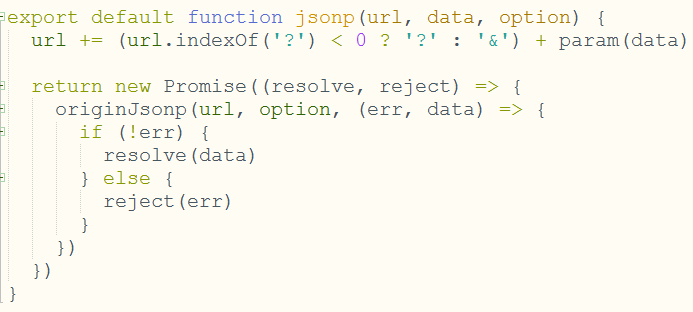 export default function jsonp(url, data, option) {
  url += (url.indexOf('?') < 0 ? '?' : '&') + param(data)

  return new Promise((resolve, reject) => {
    originJsonp(url, option, (err, data) => {
      if (!err) {
        resolve(data)
      } else {
        reject(err)
      }
    })
  })
}